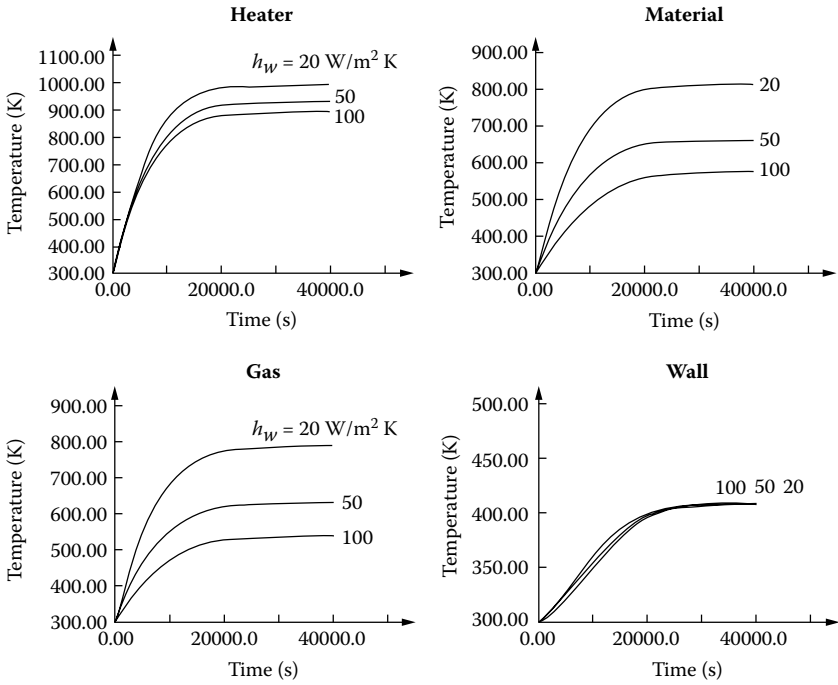 Heater
Temperature (K)
1100.00
1000.00
900.00
800.00
700.00
600.00
500.00
400.00
300.00
h_W = 20 W/m² K
50
100
0.00 20000.0 40000.0
Time (s)
Material
Temperature (K)
900.00
800.00
700.00
600.00
500.00
400.00
300.00
20
50
100
0.00 20000.0 40000.0
Time (s)
Gas
Temperature (K)
900.00
800.00
700.00
600.00
500.00
400.00
300.00
h_W = 20 W/m² K
50
100
0.00 20000.0 40000.0
Time (s)
Wall
Temperature (K)
500.00
450.00
400.00
350.00
300.00
100 50 20
0.00 20000.0 40000.0
Time (s)